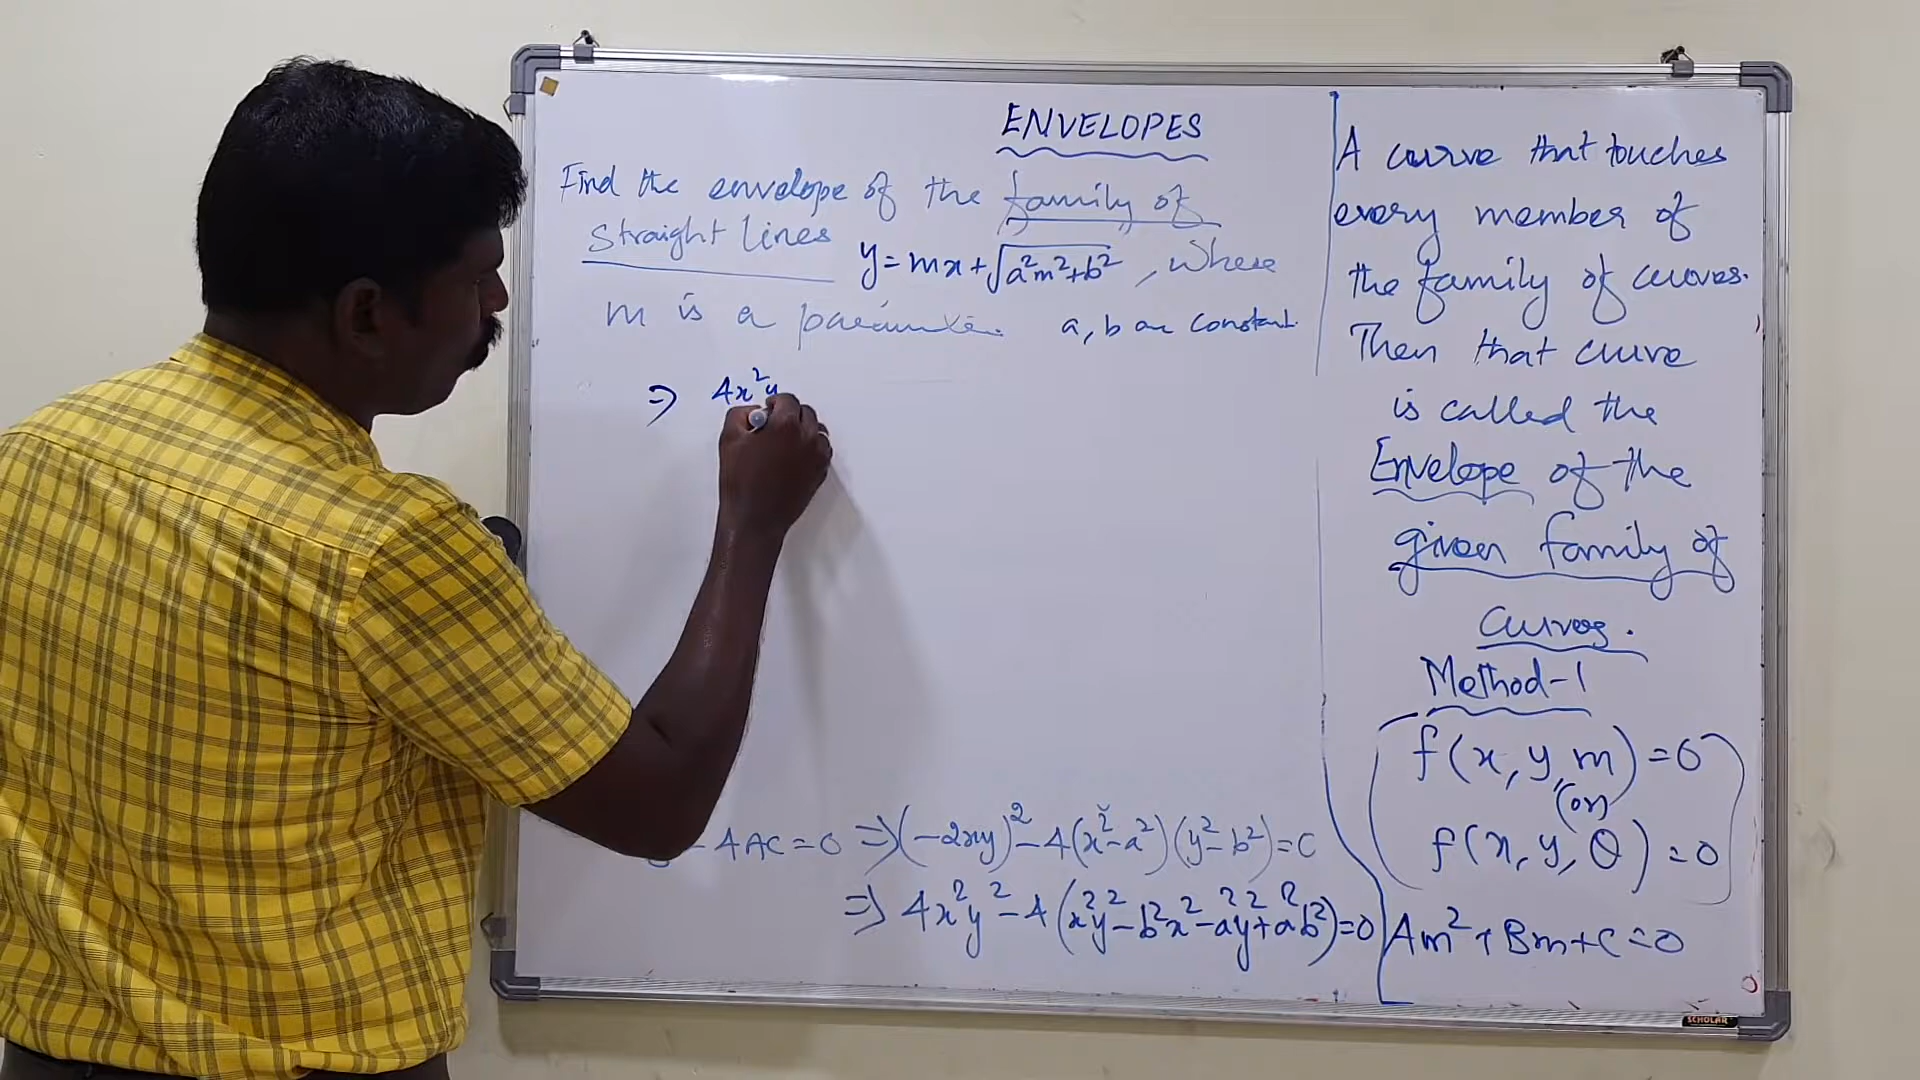 ENVELOPES
Find the envelope of the family of
straight lines y = mx + √(a²m²+b²), where
m is a parameter. a, b are constant.
⇒ 4x²y
- 4AC = 0 ⇒ (-2xy)² - 4(x²-a²)(y²-b²) = 0
⇒ 4x²y² - 4(x²y² - b²x² - a²y² + a²b²) = 0
A curve that touches
every member of
the family of curves.
Then that curve
is called the
Envelope of the
given family of
Curves.
Method-1
f(x, y, m) = 0
(or)
f(x, y, θ) = 0
Am² + Bm + C = 0
SCHOLAR